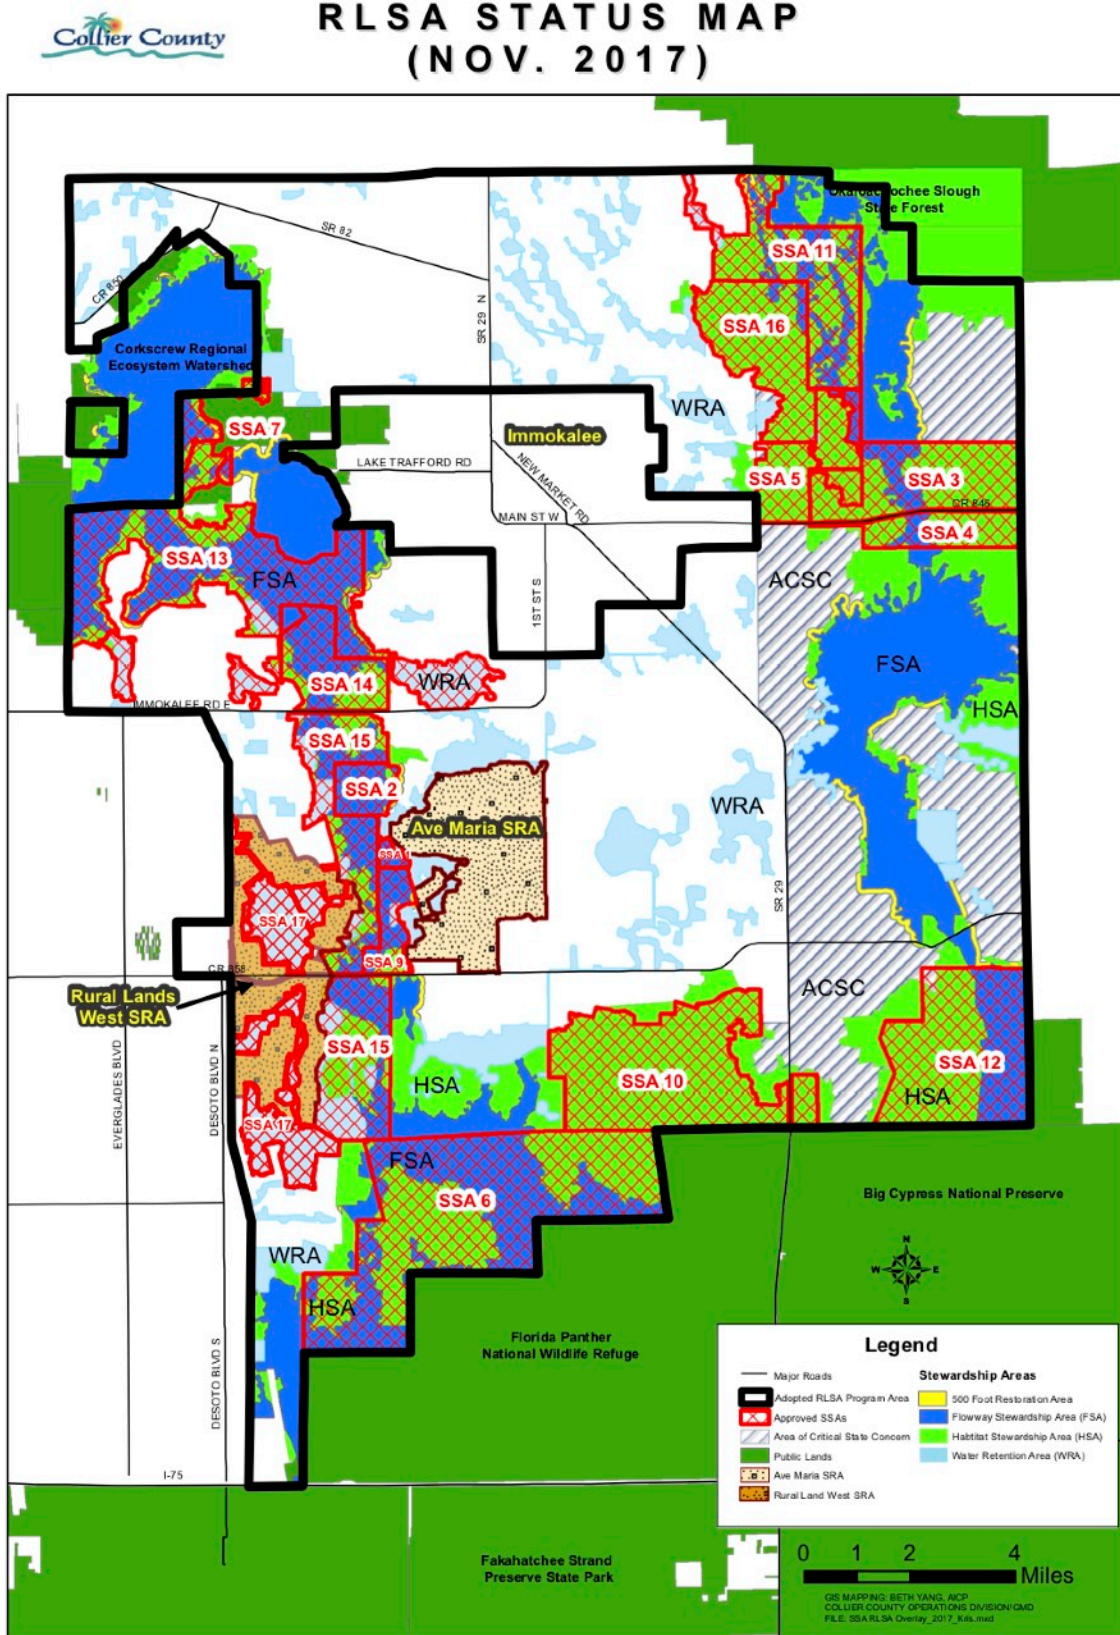 Collier County
RLSA STATUS MAP
(NOV. 2017)
Okaloacoochee Slough
State Forest
SR 82
SSA 11
CR 850
SR 29 N
SSA 16
Corkscrew Regional
Ecosystem Watershed
WRA
SSA 7
Immokalee
LAKE TRAFFORD RD
NEW MARKET RD
SSA 5
SSA 3
CR 846
MAIN ST W
SSA 4
SSA 13
FSA
ACSC
1ST ST S
FSA
SSA 14
WRA
HSA
IMMOKALEE RD E
SSA 15
SSA 2
WRA
Ave Maria SRA
SSA 1
SR 29
SSA 17
SSA 9
CR 858
Rural Lands
West SRA
ACSC
SSA 15
EVERGLADES BLVD
DESOTO BLVD N
HSA
SSA 10
SSA 12
HSA
SSA 17
FSA
SSA 6
Big Cypress National Preserve
WRA
N
W
E
S
HSA
Florida Panther
National Wildlife Refuge
DESOTO BLVD S
I-75
Legend
Major Roads
Adopted RLSA Program Area
Approved SSAs
Area of Critical State Concern
Public Lands
Ave Maria SRA
Rural Land West SRA
Stewardship Areas
500 Foot Restoration Area
Flowway Stewardship Area (FSA)
Habtitat Stewardship Area (HSA)
Water Retention Area (WRA)
Fakahatchee Strand
Preserve State Park
0 1 2 4
Miles
GIS MAPPING: BETH YANG, AICP
COLLIER COUNTY OPERATIONS DIVISION/GMD
FILE: SSA RLSA Overlay_2017_Kris.mxd